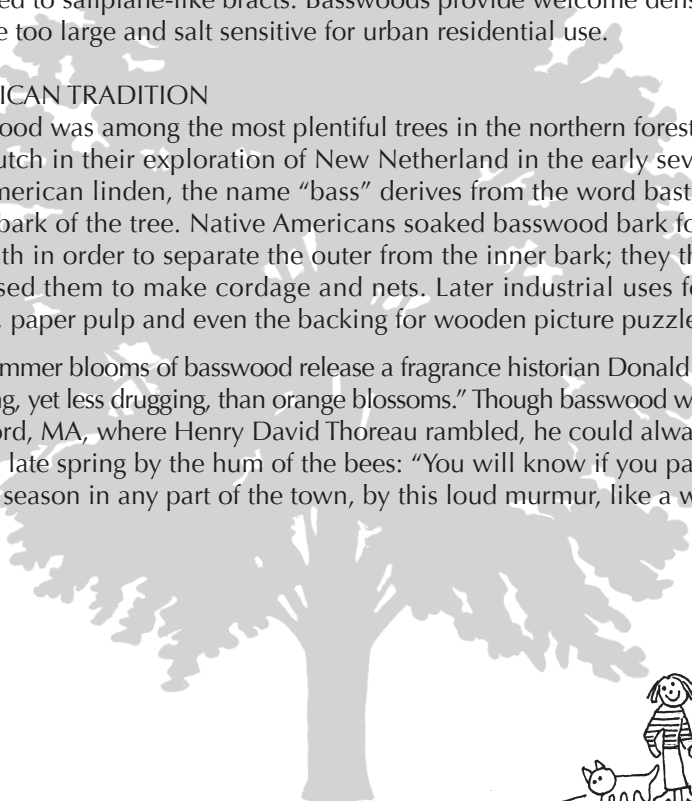 ed to sailplane-like bracts. Basswoods provide welcome dens
e too large and salt sensitive for urban residential use.
ICAN TRADITION
ood was among the most plentiful trees in the northern forest
utch in their exploration of New Netherland in the early sev
merican linden, the name “bass” derives from the word bast
bark of the tree. Native Americans soaked basswood bark fo
th in order to separate the outer from the inner bark; they th
sed them to make cordage and nets. Later industrial uses fo
, paper pulp and even the backing for wooden picture puzzle
mmer blooms of basswood release a fragrance historian Donald
ng, yet less drugging, than orange blossoms.” Though basswood w
ord, MA, where Henry David Thoreau rambled, he could alwa
late spring by the hum of the bees: “You will know if you pa
season in any part of the town, by this loud murmur, like a w